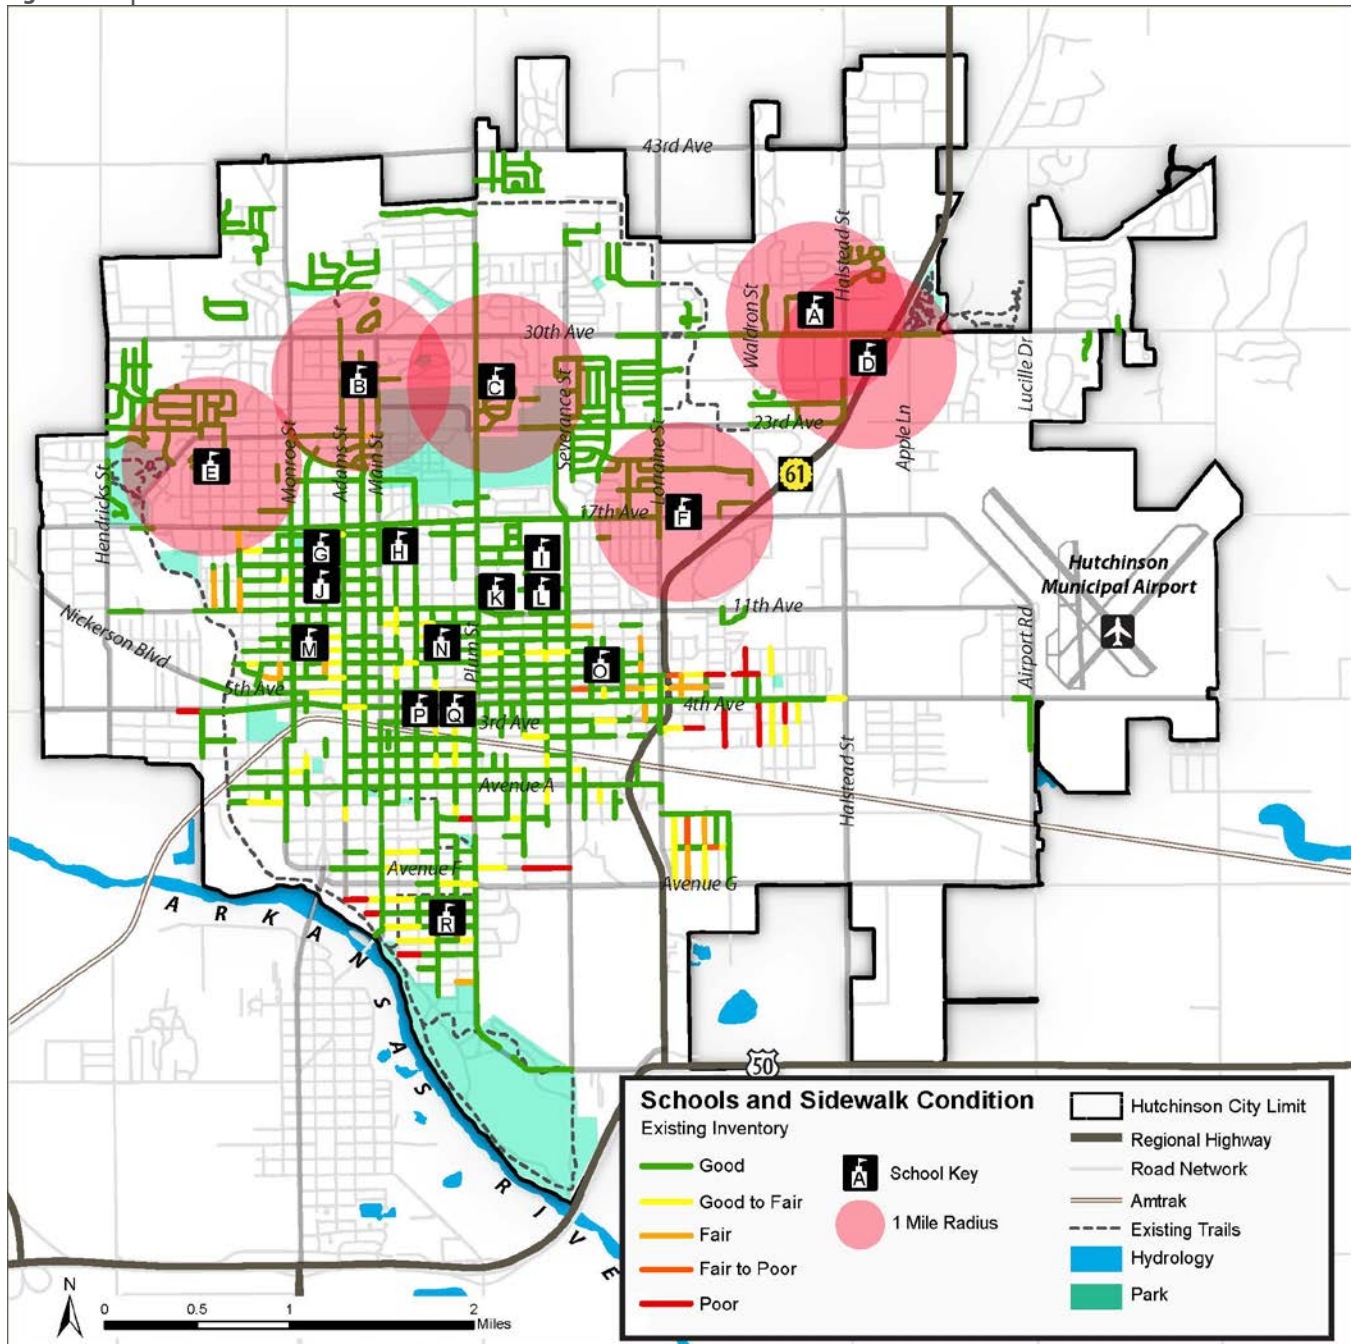 43rd Ave
Halstead St
Waldron St
A
30th Ave
D
Lucille Dr
B
C
Severance St
23rd Ave
Apple Ln
Monroe St
Adams St
Main St
Lorraine St
61
E
Hendricks St
17th Ave
F
G
H
I
Hutchinson
Municipal Airport
J
K
L
11th Ave
Nickerson Blvd
M
N
Plum St
O
Airport Rd
5th Ave
P
Q
3rd Ave
4th Ave
Halstead St
Avenue A
Avenue F
Avenue G
R
ARKANSAS RIVE
50
Schools and Sidewalk Condition
Existing Inventory
Good
Good to Fair
Fair
Fair to Poor
Poor
A
School Key
1 Mile Radius
Hutchinson City Limit
Regional Highway
Road Network
Amtrak
Existing Trails
Hydrology
Park
N
0 0.5 1 2
Miles